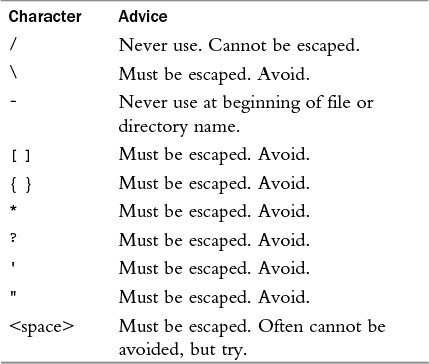 Character Advice
/ Never use. Cannot be escaped.
\ Must be escaped. Avoid.
- Never use at beginning of file or
directory name.
[ ] Must be escaped. Avoid.
{ } Must be escaped. Avoid.
* Must be escaped. Avoid.
? Must be escaped. Avoid.
' Must be escaped. Avoid.
" Must be escaped. Avoid.
<space> Must be escaped. Often cannot be
avoided, but try.